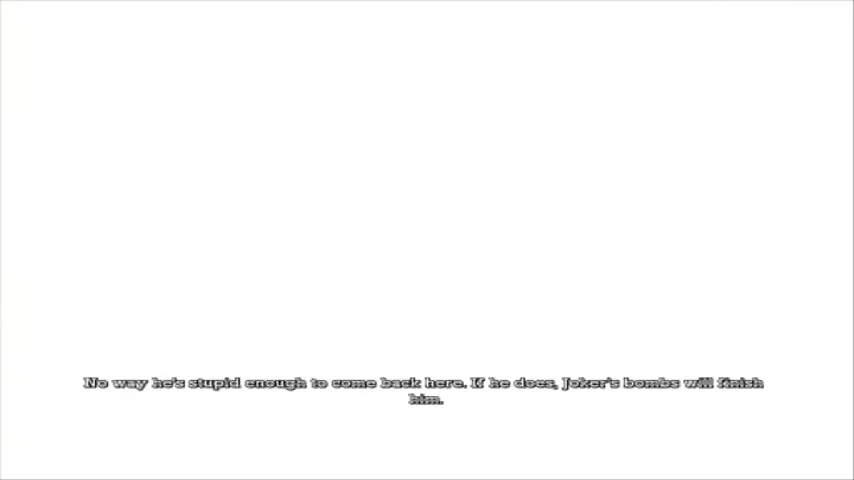 No way he's stupid enough to come back here. If he does, Joker's bombs will finish
him.